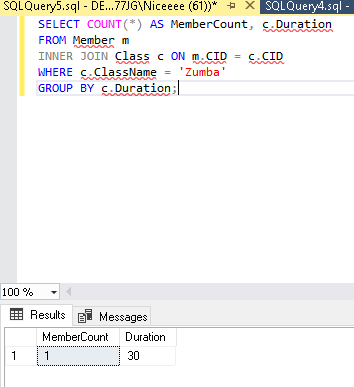 SQLQuery5.sql - DE...77JG\Niceeee (61))*
SQLQuery4.sql - DE
SELECT COUNT(*) AS MemberCount, c.Duration
FROM Member m
INNER JOIN Class c ON m.CID = c.CID
WHERE c.ClassName = 'Zumba'
GROUP BY c.Duration;
100 %
Results Messages
MemberCount Duration
1 1 30